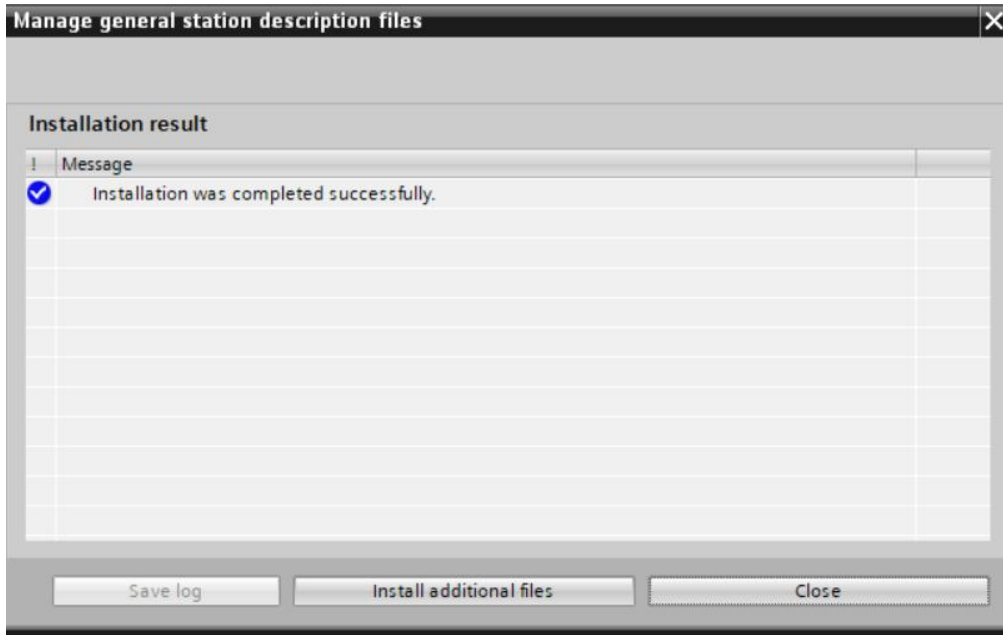 Manage general station description files
Installation result
! Message
Installation was completed successfully.
Save log Install additional files Close